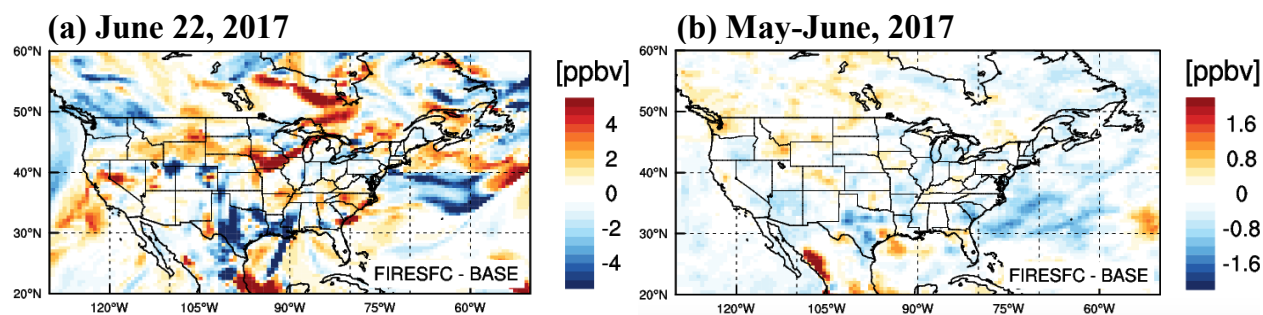 (a) June 22, 2017
60°N
50°N
40°N
30°N
20°N
120°W 105°W 90°W 75°W 60°W
FIRESFC - BASE
[ppbv]
4
2
0
-2
-4
(b) May-June, 2017
60°N
50°N
40°N
30°N
20°N
120°W 105°W 90°W 75°W 60°W
FIRESFC - BASE
[ppbv]
1.6
0.8
0
-0.8
-1.6